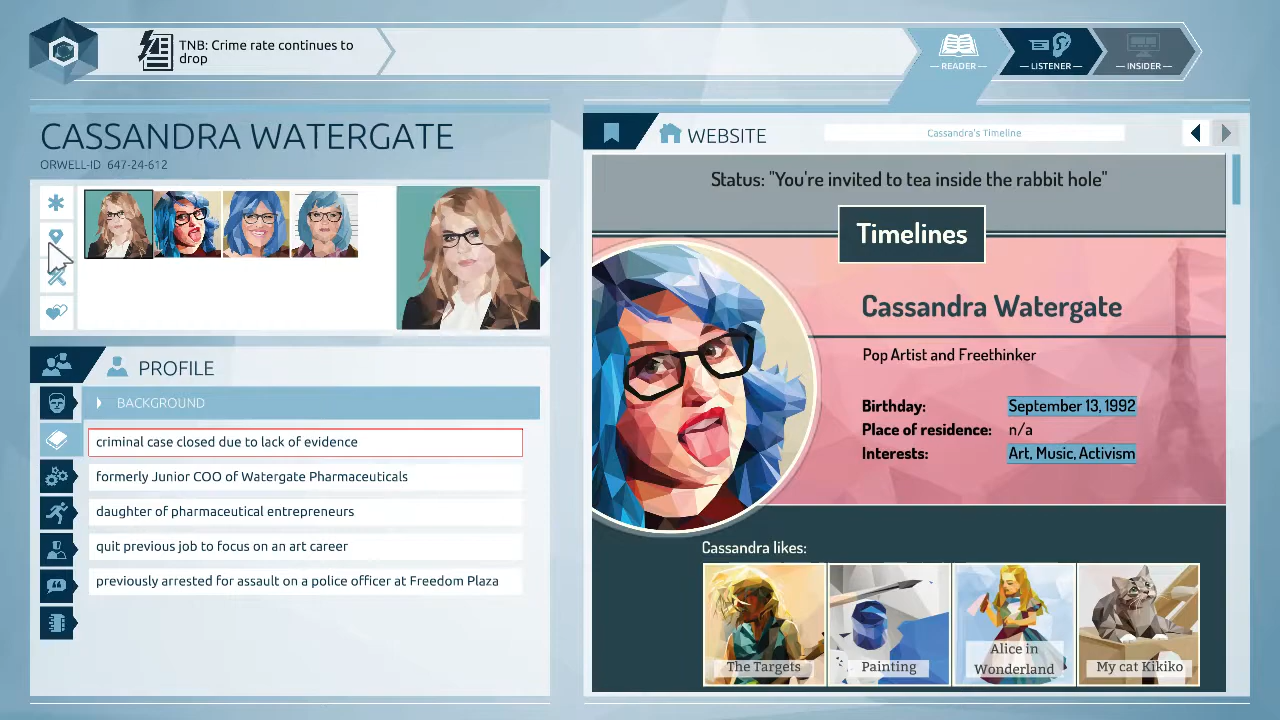 TNB: Crime rate continues to
drop
— READER —
— LISTENER —
— INSIDER —
CASSANDRA WATERGATE
ORWELL-ID 647-24-612
WEBSITE
Cassandra's Timeline
Status: "You're invited to tea inside the rabbit hole"
Timelines
Cassandra Watergate
Pop Artist and Freethinker
Birthday: September 13, 1992
Place of residence: n/a
Interests: Art, Music, Activism
Cassandra likes:
The Targets
Painting
Alice in
Wonderland
My cat Kikiko
PROFILE
BACKGROUND
criminal case closed due to lack of evidence
formerly Junior COO of Watergate Pharmaceuticals
daughter of pharmaceutical entrepreneurs
quit previous job to focus on an art career
previously arrested for assault on a police officer at Freedom Plaza